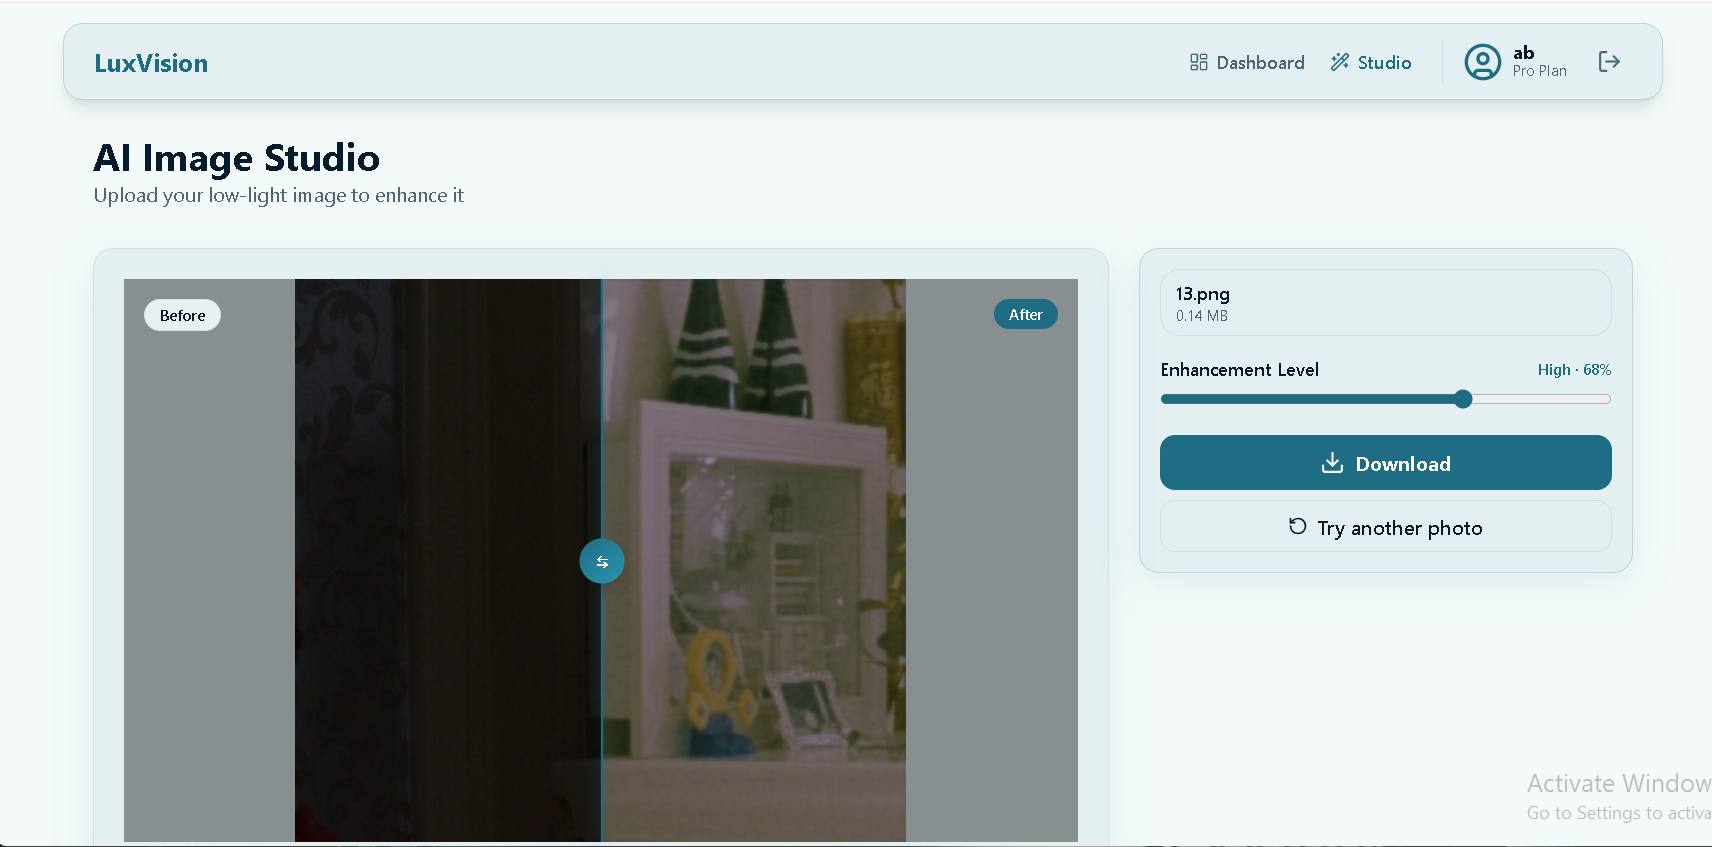 LuxVision
Dashboard
Studio
ab
Pro Plan
AI Image Studio
Upload your low-light image to enhance it
Before
After
福
13.png
0.14 MB
Enhancement Level
High · 68%
Download
Try another photo
Activate Window
Go to Settings to activa